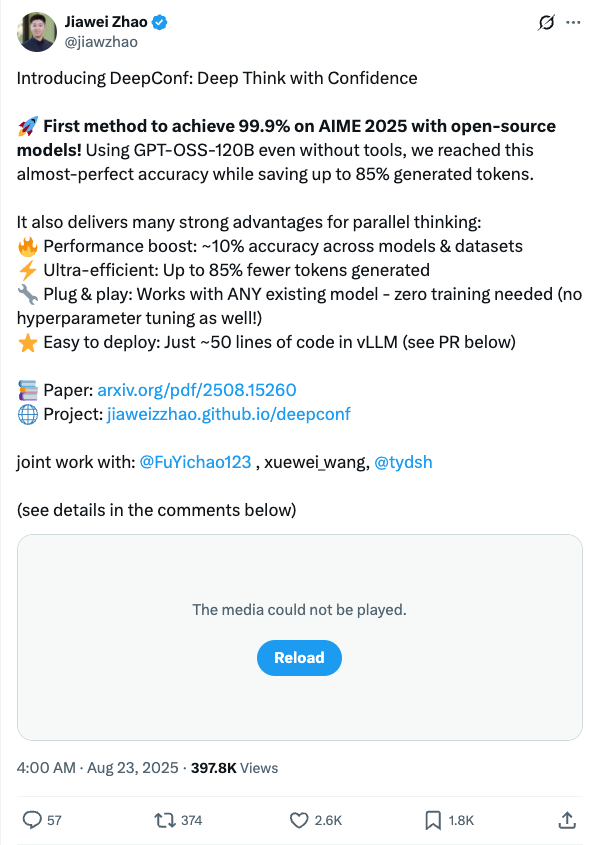 Jiawei Zhao
@jiawzhao
Introducing DeepConf: Deep Think with Confidence
🚀 First method to achieve 99.9% on AIME 2025 with open-source
models! Using GPT-OSS-120B even without tools, we reached this
almost-perfect accuracy while saving up to 85% generated tokens.
It also delivers many strong advantages for parallel thinking:
🔥 Performance boost: ~10% accuracy across models & datasets
⚡ Ultra-efficient: Up to 85% fewer tokens generated
🔧 Plug & play: Works with ANY existing model - zero training needed (no
hyperparameter tuning as well!)
⭐ Easy to deploy: Just ~50 lines of code in vLLM (see PR below)
📚 Paper: arxiv.org/pdf/2508.15260
🌐 Project: jiaweizzhao.github.io/deepconf
joint work with: @FuYichao123 , xuewei_wang, @tydsh
(see details in the comments below)
The media could not be played.
Reload
4:00 AM · Aug 23, 2025 · 397.8K Views
57 374 2.6K 1.8K